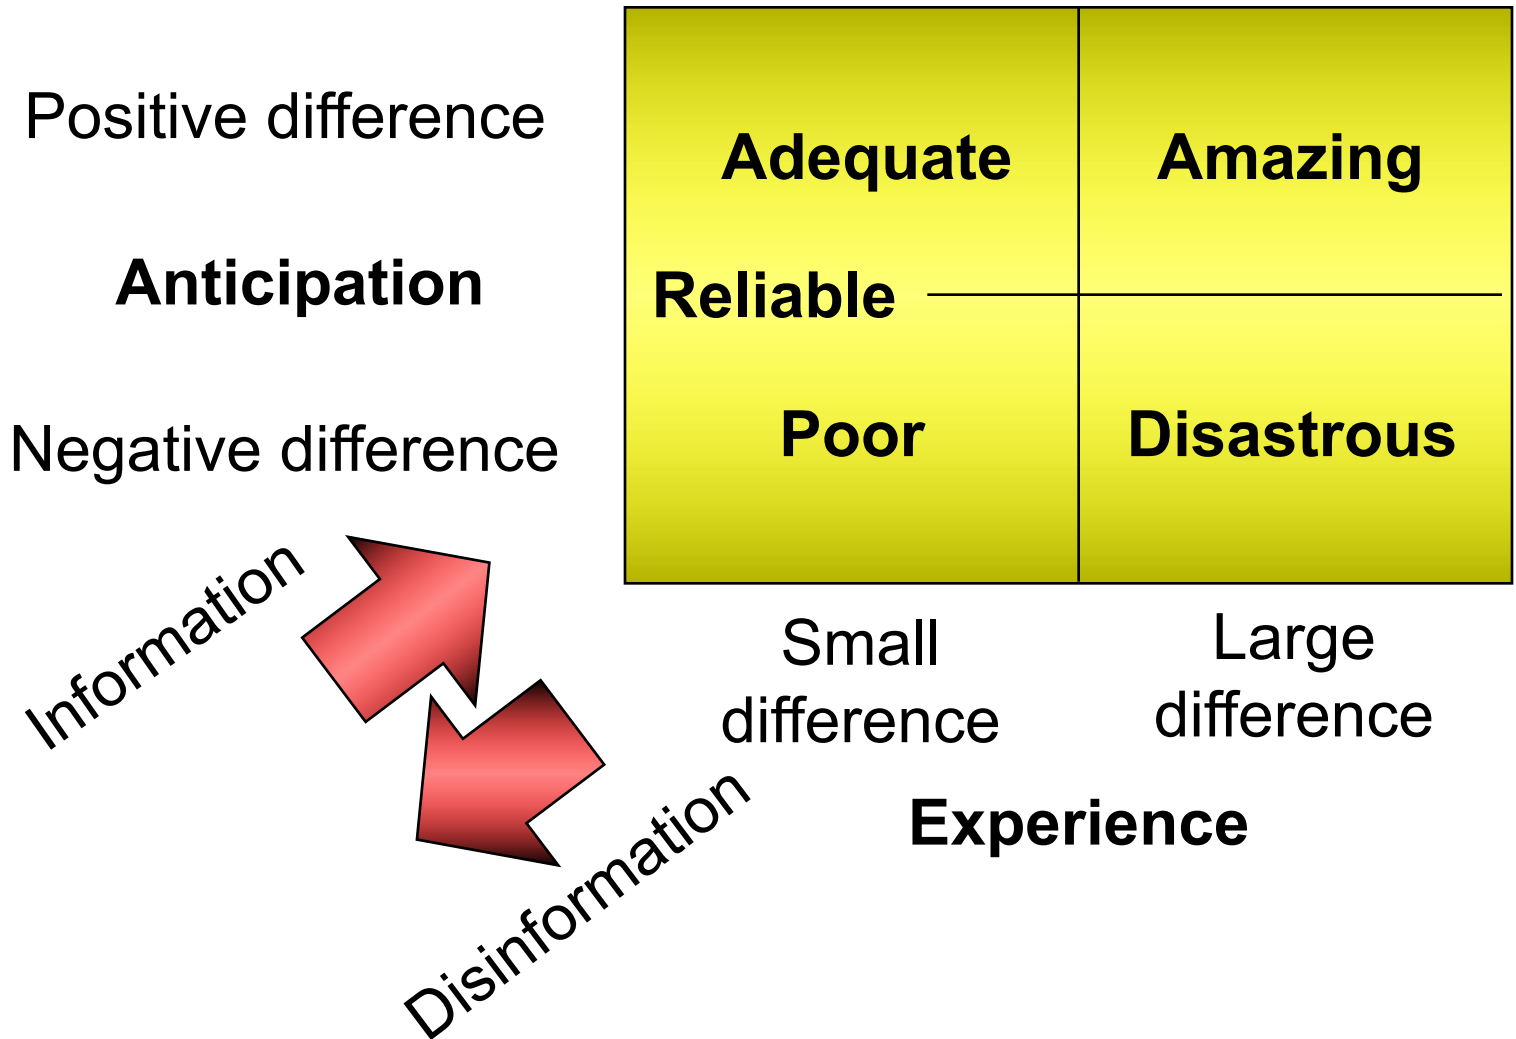 Positive difference
Adequate
Amazing
Anticipation
Reliable
Negative difference
Poor
Disastrous
Information
Small
difference
Large
difference
Disinformation
Experience